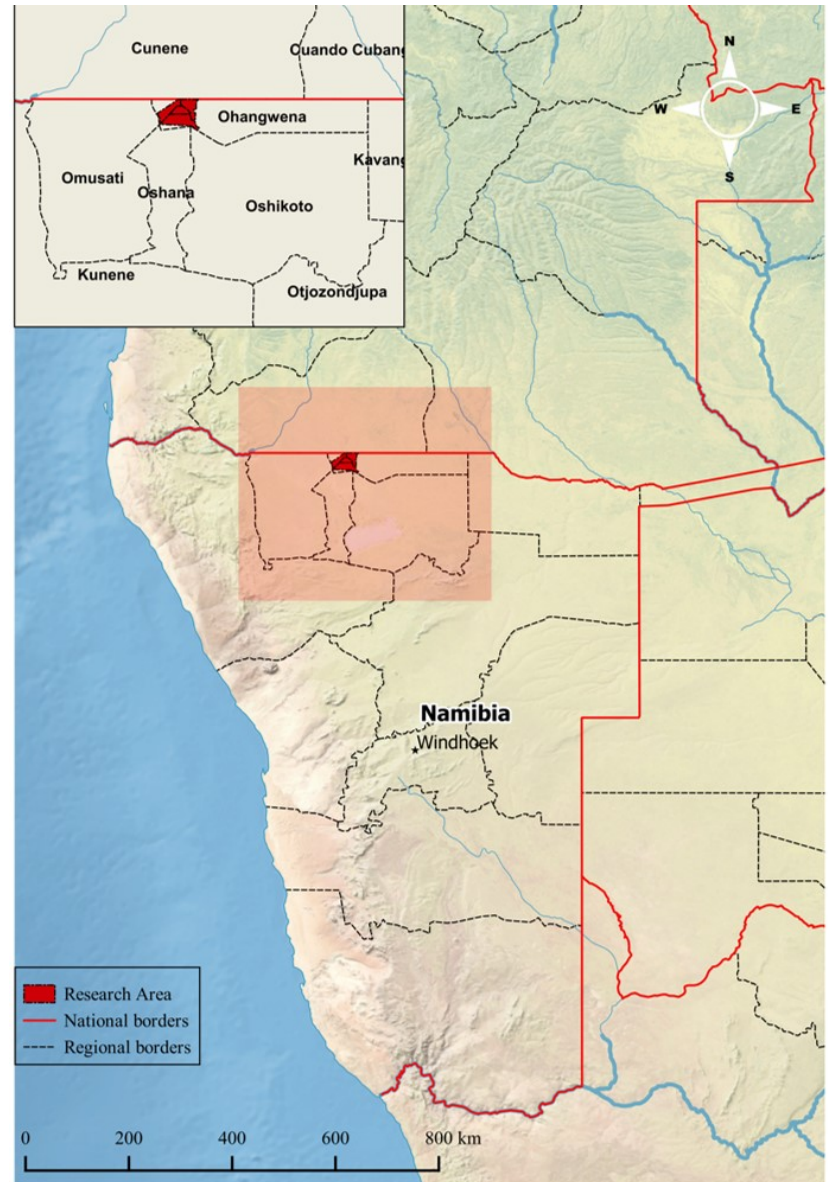 Cunene
Cuando Cubang
Ohangwena
Kavang
Omusati
Oshana
Oshikoto
Kunene
Otjozondjupa
N
W
E
S
Namibia
Windhoek
Research Area
National borders
Regional borders
0 200 400 600 800 km